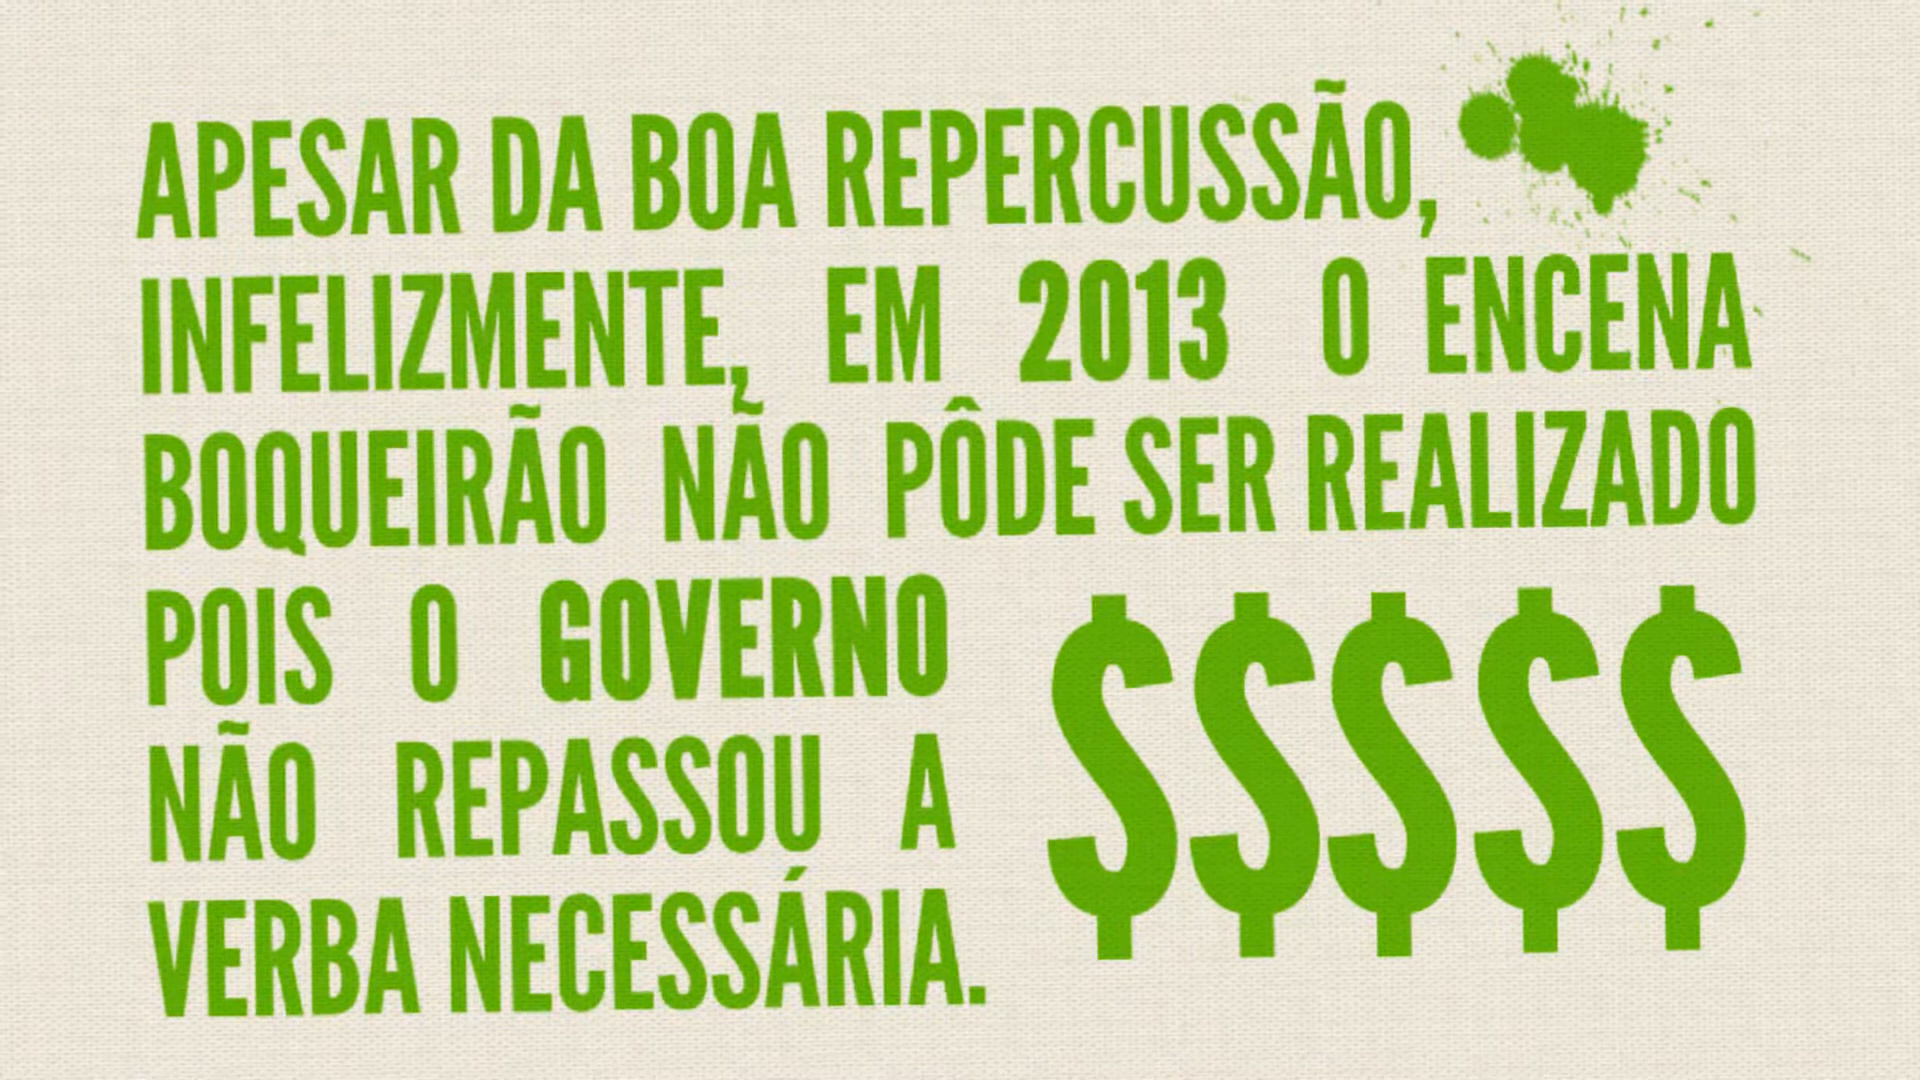 APESAR DA BOA REPERCUSSÃO,
INFELIZMENTE, EM 2013 O ENCENA
BOQUEIRÃO NÃO PÔDE SER REALIZADO
POIS O GOVERNO
NÃO REPASSOU A
VERBA NECESSÁRIA.
$$$$$